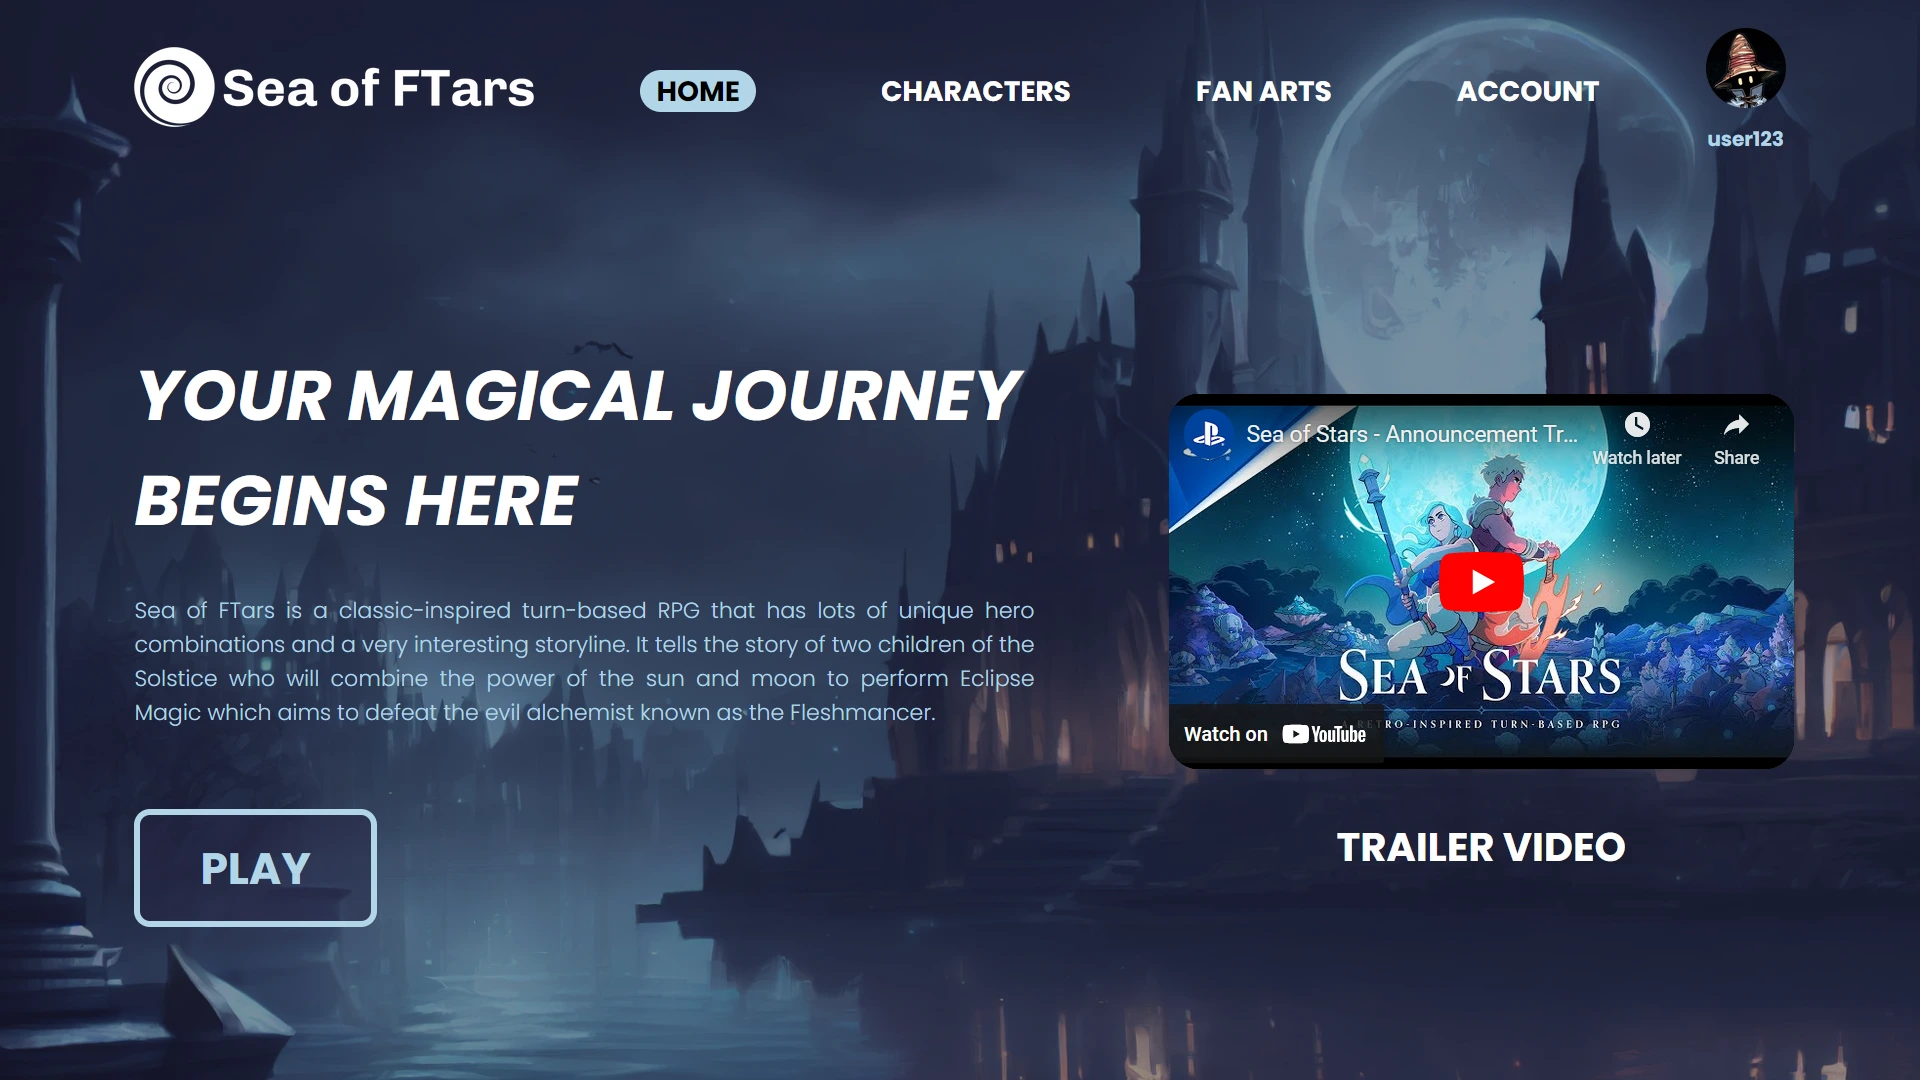 Sea of FTars
HOME
CHARACTERS
FAN ARTS
ACCOUNT
user123
YOUR MAGICAL JOURNEY
BEGINS HERE
Sea of FTars is a classic-inspired turn-based RPG that has lots of unique hero
combinations and a very interesting storyline. It tells the story of two children of the
Solstice who will combine the power of the sun and moon to perform Eclipse
Magic which aims to defeat the evil alchemist known as the Fleshmancer.
PLAY
Sea of Stars - Announcement Tr...
Watch later
Share
SEA OF STARS
A RETRO-INSPIRED TURN-BASED RPG
Watch on YouTube
TRAILER VIDEO